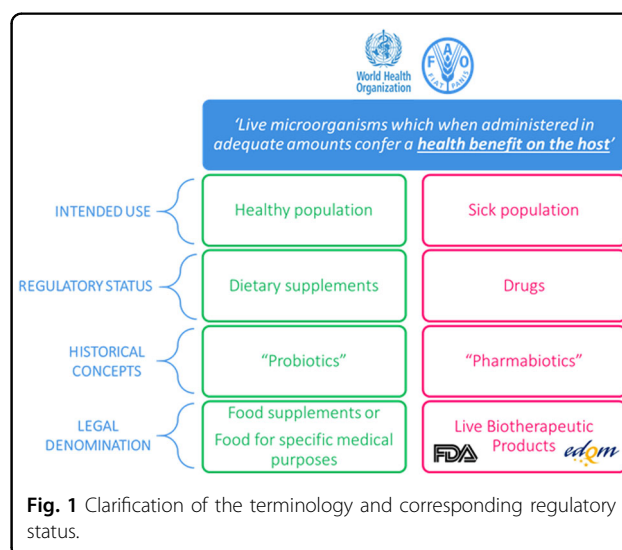 F A O
FIAT PANIS
World Health
Organization
'Live microorganisms which when administered in
adequate amounts confer a health benefit on the host'
INTENDED USE
Healthy population
Sick population
REGULATORY STATUS
Dietary supplements
Drugs
HISTORICAL
CONCEPTS
"Probiotics"
"Pharmabiotics"
LEGAL
DENOMINATION
Food supplements or
Food for specific medical
purposes
Live Biotherapeutic
Products
FDA
edqm
Fig. 1 Clarification of the terminology and corresponding regulatory
status.